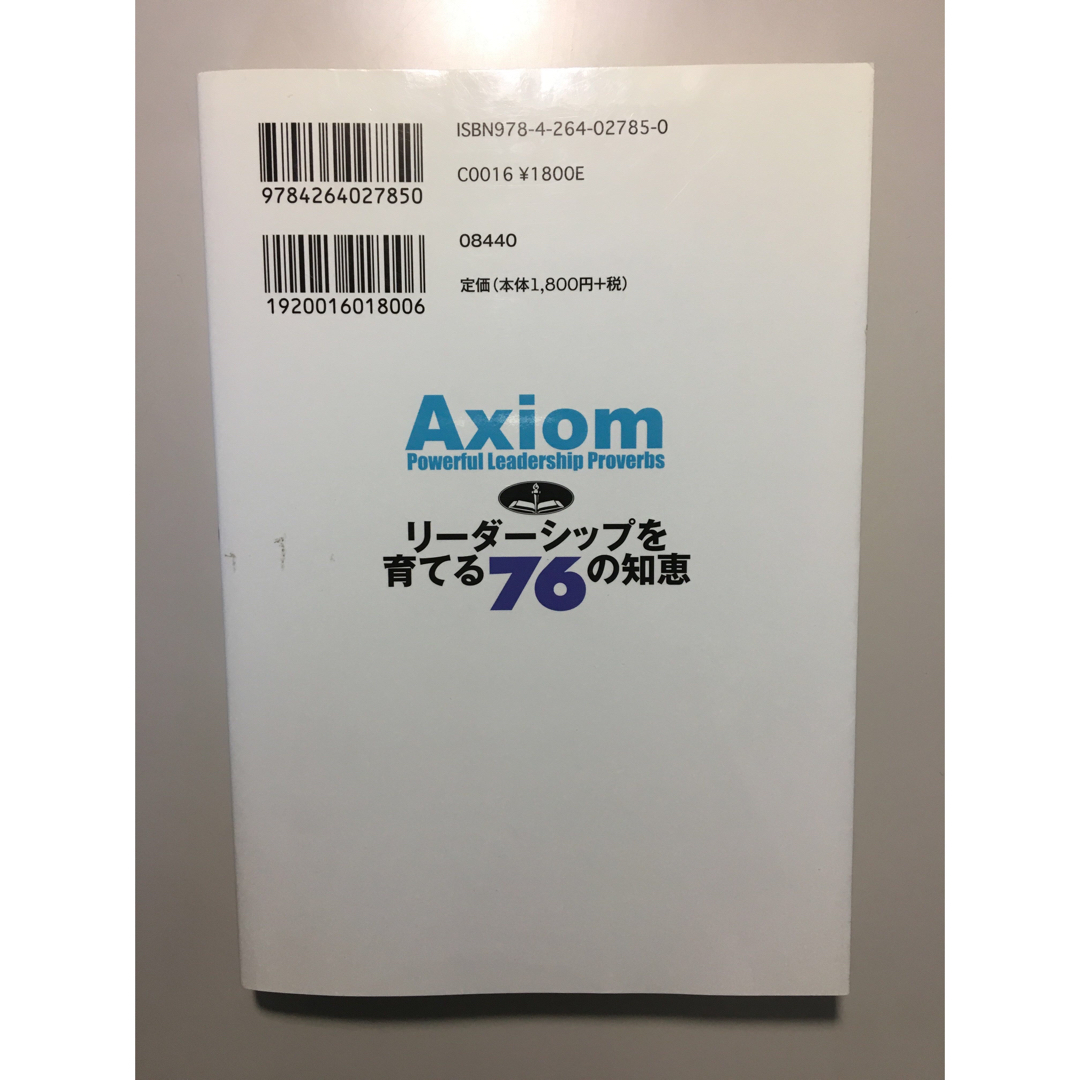 ISBN978-4-264-02785-0
9784264027850
C0016 ¥1800E
08440
1920016018006
定価(本体1,800円+税)
Axiom
Powerful Leadership Proverbs
リーダーシップを
育てる76の知恵